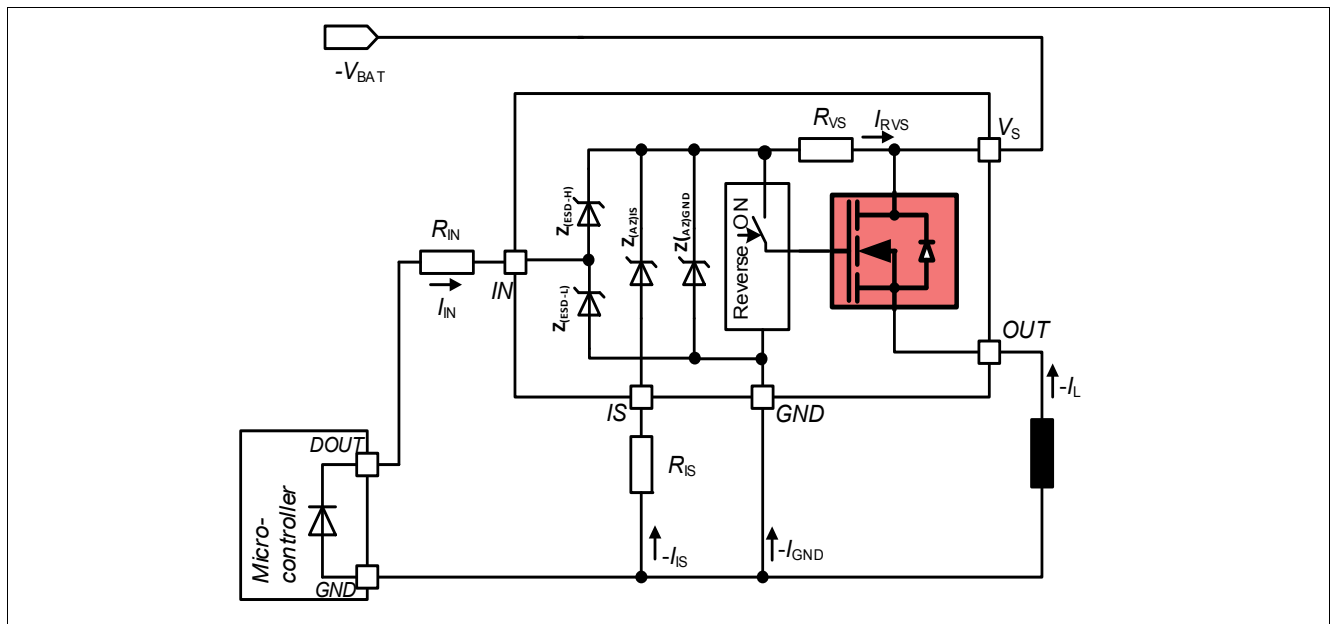 -VBAT
RVS
IRVS
VS
Z(ESD-H)
Z(AZ)IS
Z(AZ)GND
Reverse ON
RIN
IN
IIN
Z(ESD-L)
OUT
-IL
IS
GND
DOUT
RIS
Micro-
controller
-IIS
-IGND
GND